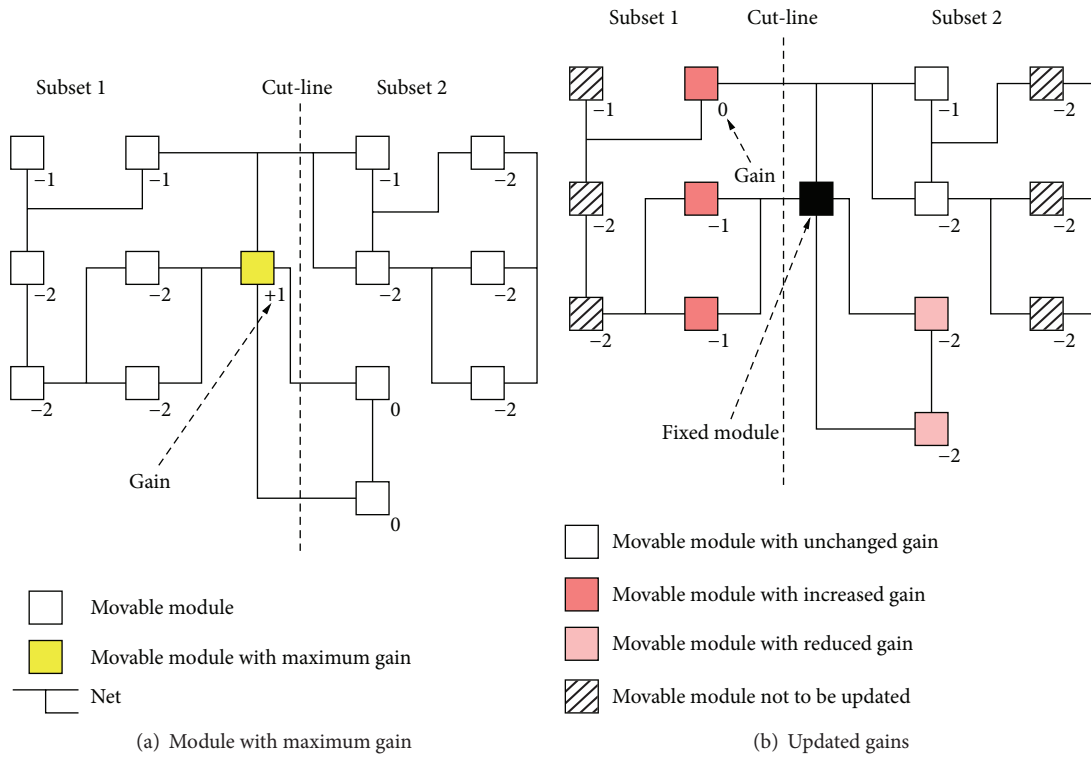 Subset 1
Cut-line
Subset 2
−1
−1
−1
−2
−2
−2
+1
−2
−2
−2
−2
0
−2
Gain
0
Movable module
Movable module with maximum gain
Net
(a) Module with maximum gain
Subset 1
Cut-line
Subset 2
−1
0
−1
−2
Gain
−2
−1
−2
−2
−2
−1
−2
−2
Fixed module
−2
Movable module with unchanged gain
Movable module with increased gain
Movable module with reduced gain
Movable module not to be updated
(b) Updated gains